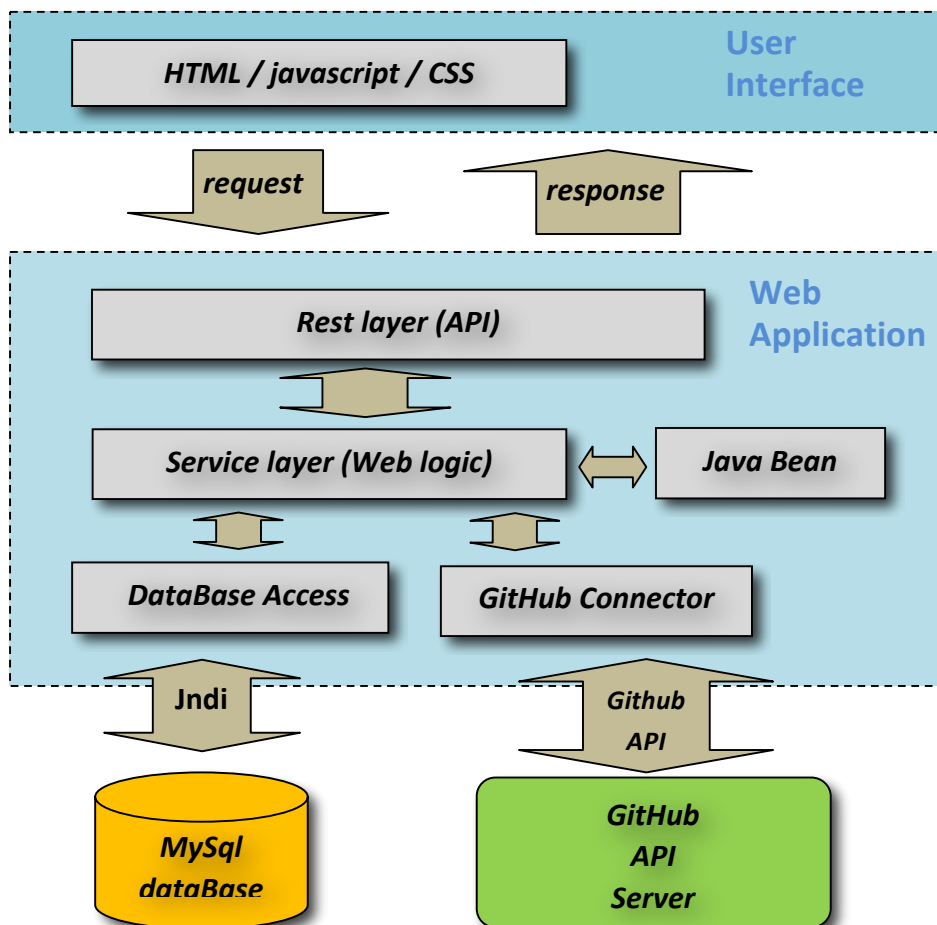 HTML / javascript / CSS
User
Interface
request
response
Web
Application
Rest layer (API)
Service layer (Web logic)
Java Bean
DataBase Access
GitHub Connector
Jndi
Github
API
MySql
dataBase
GitHub
API
Server